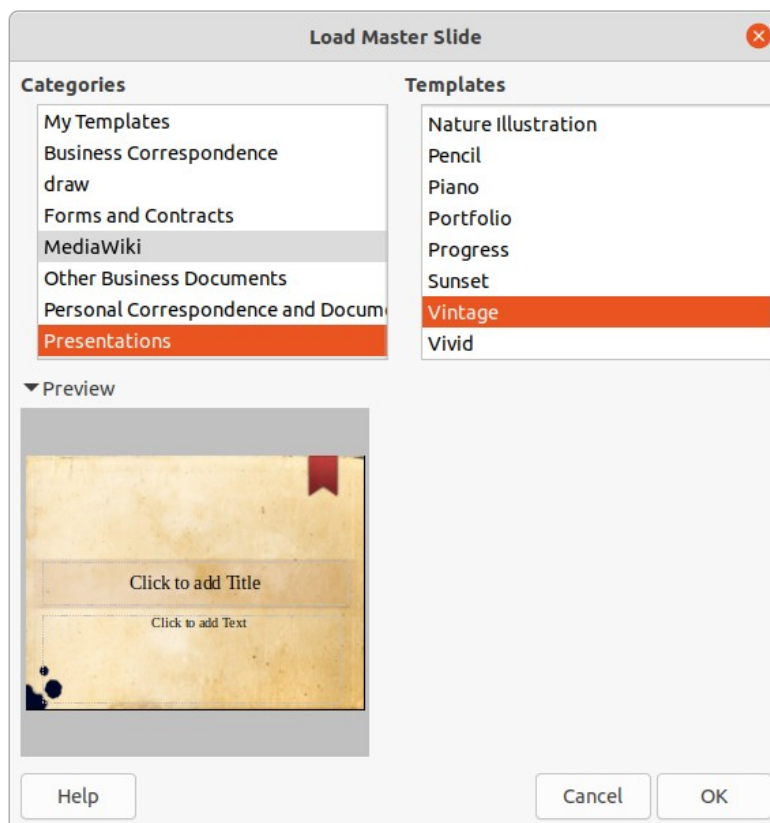 Load Master Slide
Categories
My Templates
Business Correspondence
draw
Forms and Contracts
MediaWiki
Other Business Documents
Personal Correspondence and Docum
Presentations
Templates
Nature Illustration
Pencil
Piano
Portfolio
Progress
Sunset
Vintage
Vivid
Preview
Click to add Title
Click to add Text
Help
Cancel
OK